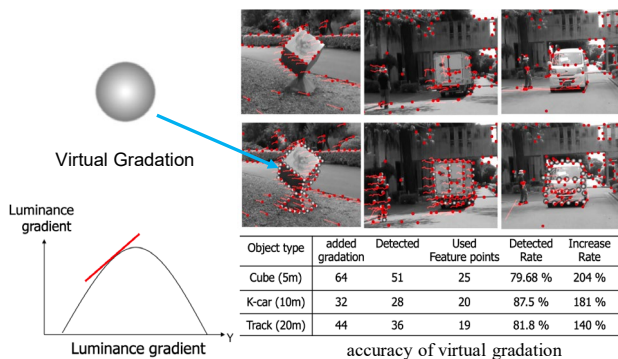 Virtual Gradation
Luminance
gradient
Y
Luminance gradient
Object type added gradation Detected Used Feature points Detected Rate Increase Rate
Cube (5m) 64 51 25 79.68 % 204 %
K-car (10m) 32 28 20 87.5 % 181 %
Track (20m) 44 36 19 81.8 % 140 %
accuracy of virtual gradation